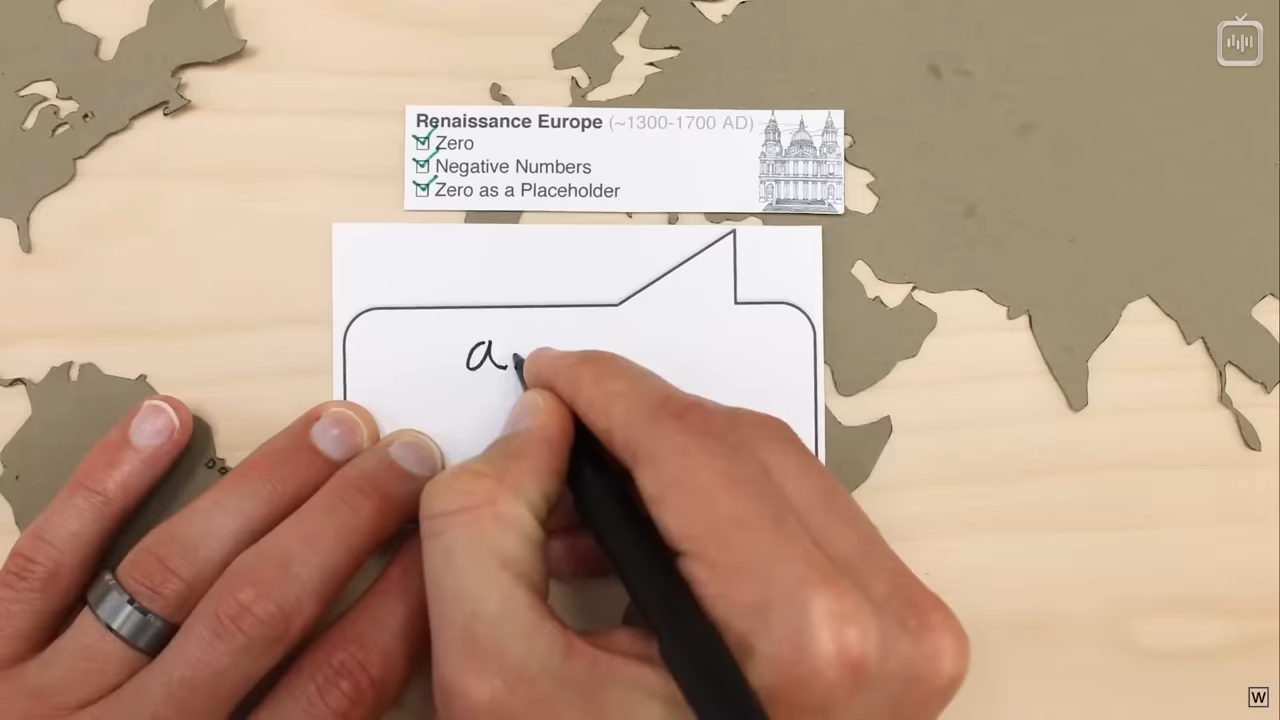 Renaissance Europe (~1300-1700 AD)
Zero
Negative Numbers
Zero as a Placeholder
a
W